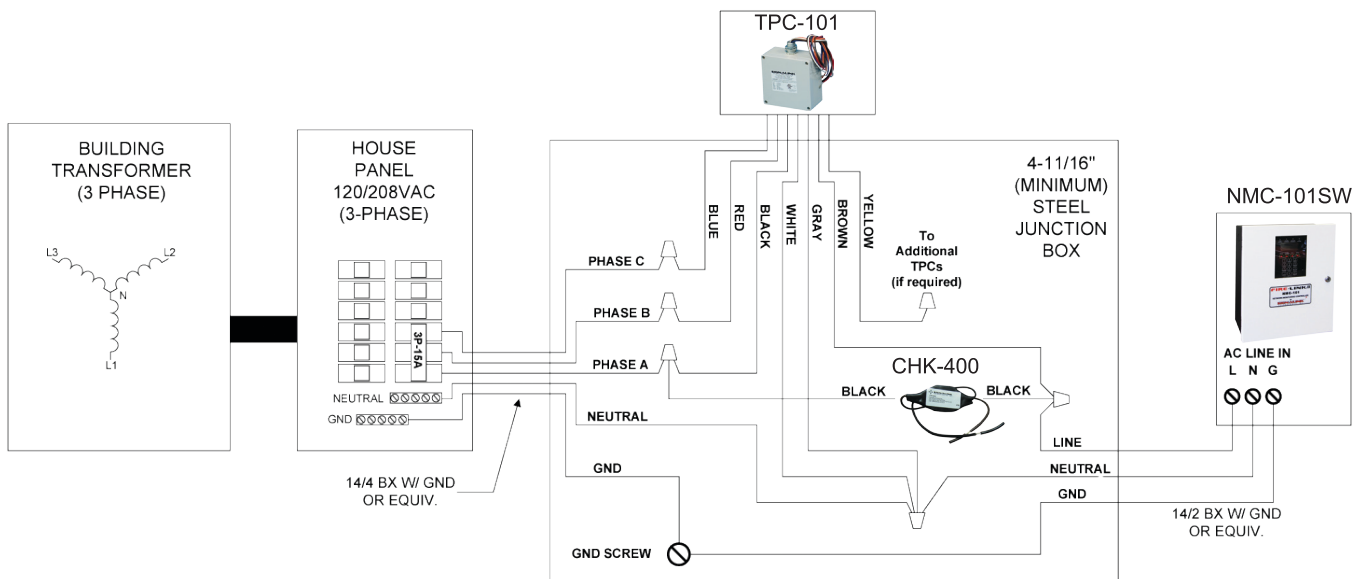 TPC-101
BUILDING
TRANSFORMER
(3 PHASE)
L3
L2
N
L1
HOUSE
PANEL
120/208VAC
(3-PHASE)
3P-15A
NEUTRAL
GND
14/4 BX W/ GND
OR EQUIV.
4-11/16"
(MINIMUM)
STEEL
JUNCTION
BOX
BLUE
RED
BLACK
WHITE
GRAY
BROWN
YELLOW
PHASE C
PHASE B
PHASE A
To
Additional
TPCs
(if required)
CHK-400
BLACK
BLACK
NEUTRAL
GND
GND SCREW
LINE
NEUTRAL
GND
NMC-101SW
FIRE-LINK
AC LINE IN
L N G
14/2 BX W/ GND
OR EQUIV.